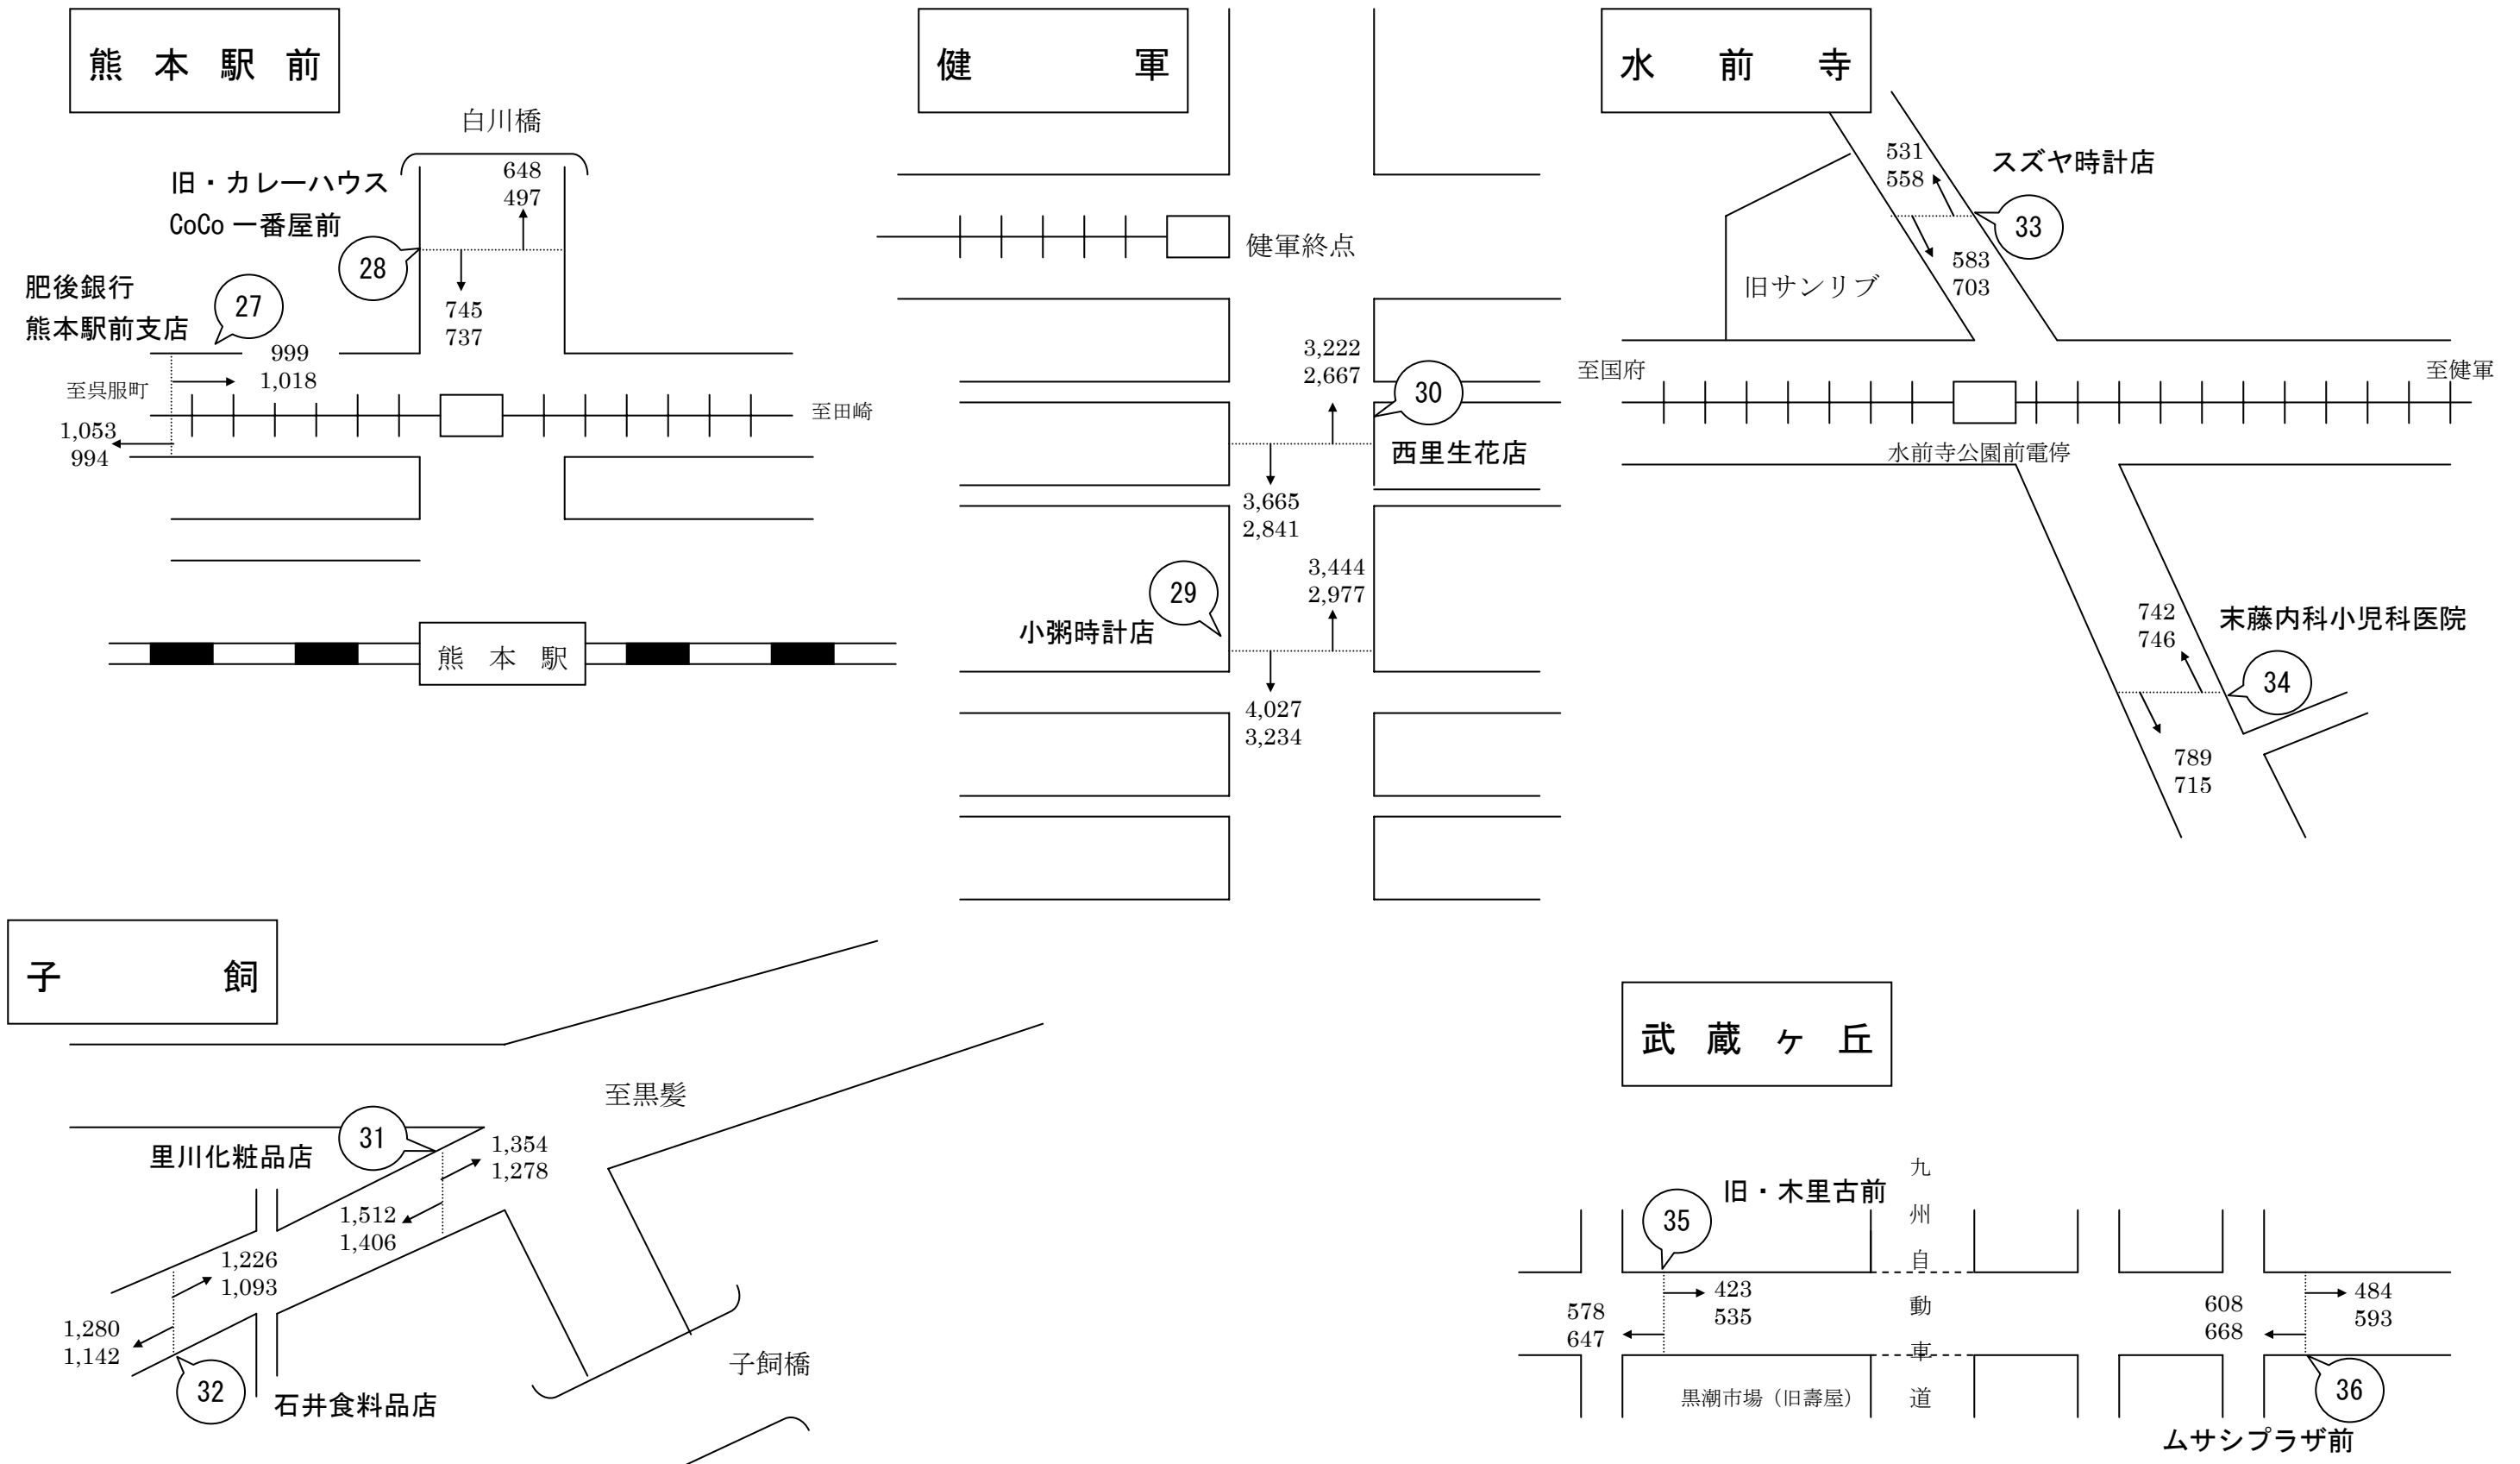 熊本駅前
白川橋
旧・カレーハウス
CoCo一番屋前
648
497
28
745
737
肥後銀行
熊本駅前支店
27
999
1,018
至呉服町
至田崎
1,053
994
熊本駅
健軍
健軍終点
3,222
2,667
30
西里生花店
3,665
2,841
3,444
2,977
29
小粥時計店
4,027
3,234
水前寺
531
558
スズヤ時計店
33
583
703
旧サンリブ
至国府
至健軍
水前寺公園前電停
742
746
末藤内科小児科医院
34
789
715
子飼
至黒髪
31
里川化粧品店
1,354
1,278
1,512
1,406
1,226
1,093
1,280
1,142
32
石井食料品店
子飼橋
武蔵ヶ丘
九州自動車道
旧・木里古前
35
423
535
578
647
608
668
484
593
黒潮市場（旧壽屋）
36
ムサシプラザ前